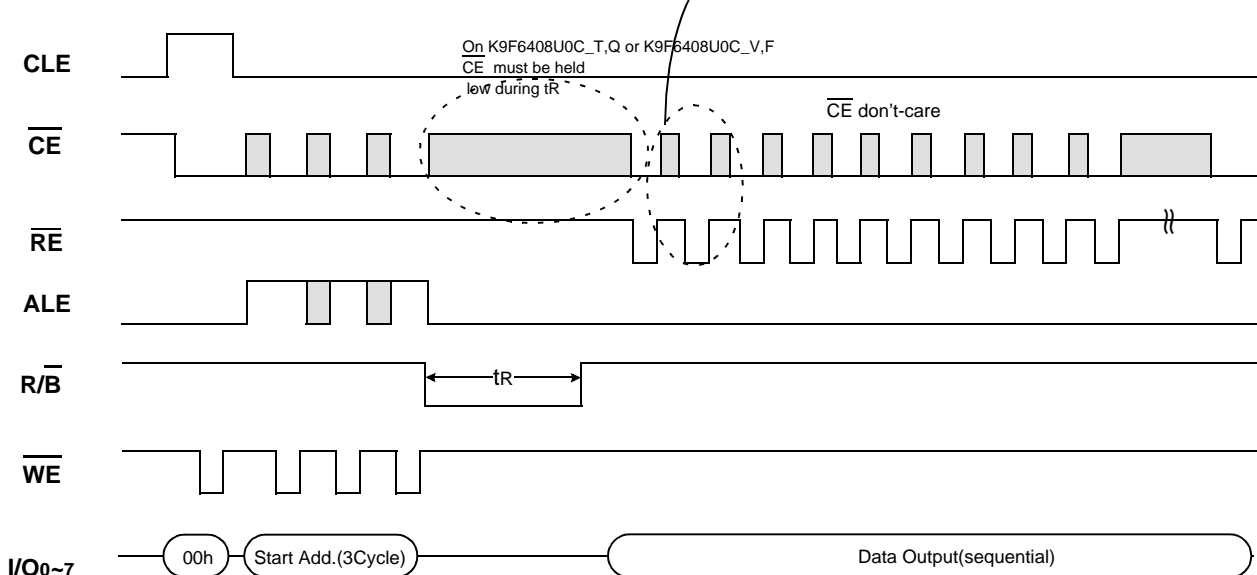 On K9F6408U0C_T,Q or K9F6408U0C_V,F
CLE
CE must be held
low during tR
CE don't-care
CE
RE
ALE
R/B
tR
WE
I/O0~7
00h
Start Add.(3Cycle)
Data Output(sequential)